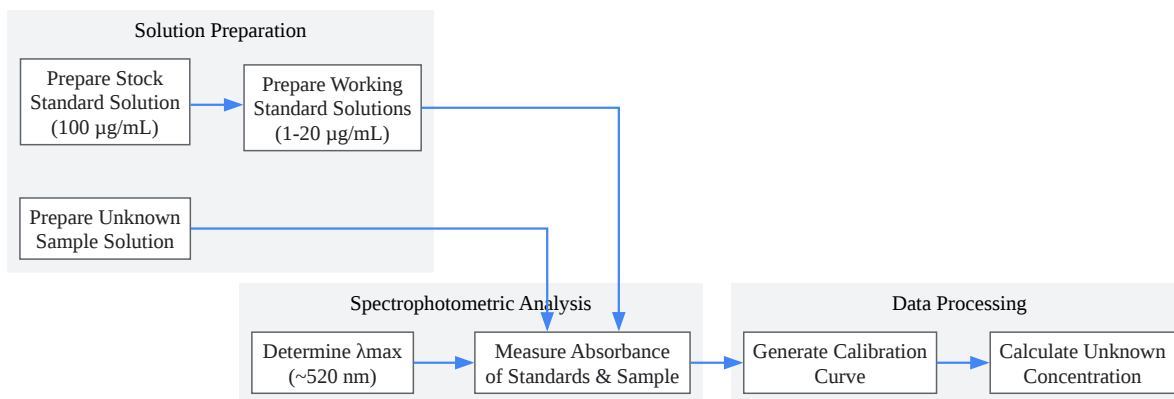 Solution Preparation
Prepare Stock
Standard Solution
(100 µg/mL)
Prepare Working
Standard Solutions
(1-20 µg/mL)
Prepare Unknown
Sample Solution
Spectrophotometric Analysis
Determine λmax
(~520 nm)
Measure Absorbance
of Standards & Sample
Data Processing
Generate Calibration
Curve
Calculate Unknown
Concentration